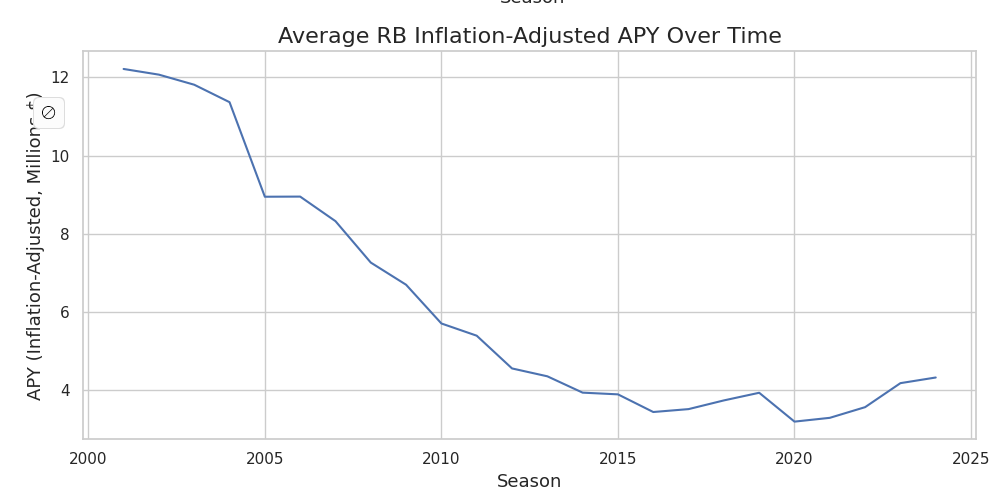 Season
Average RB Inflation-Adjusted APY Over Time
APY (Inflation-Adjusted, Millions $)
12
10
8
6
4
2000 2005 2010 2015 2020 2025
Season